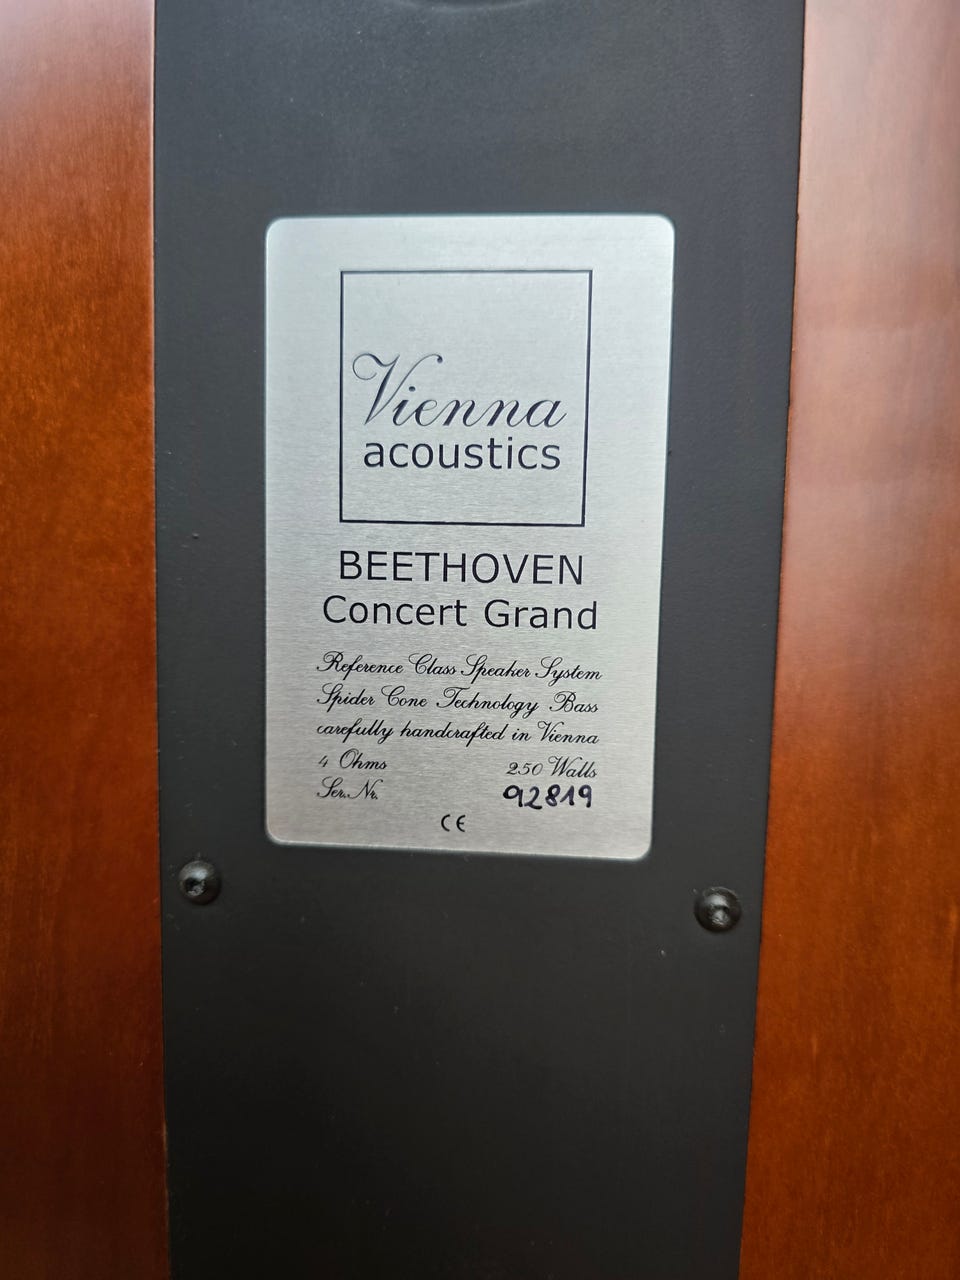 Vienna
acoustics
BEETHOVEN
Concert Grand
Reference Class Speaker System
Spider Cone Technology Bass
carefully handcrafted in Vienna
4 Ohms 250 Watts
Ser. Nr. 92819
CE